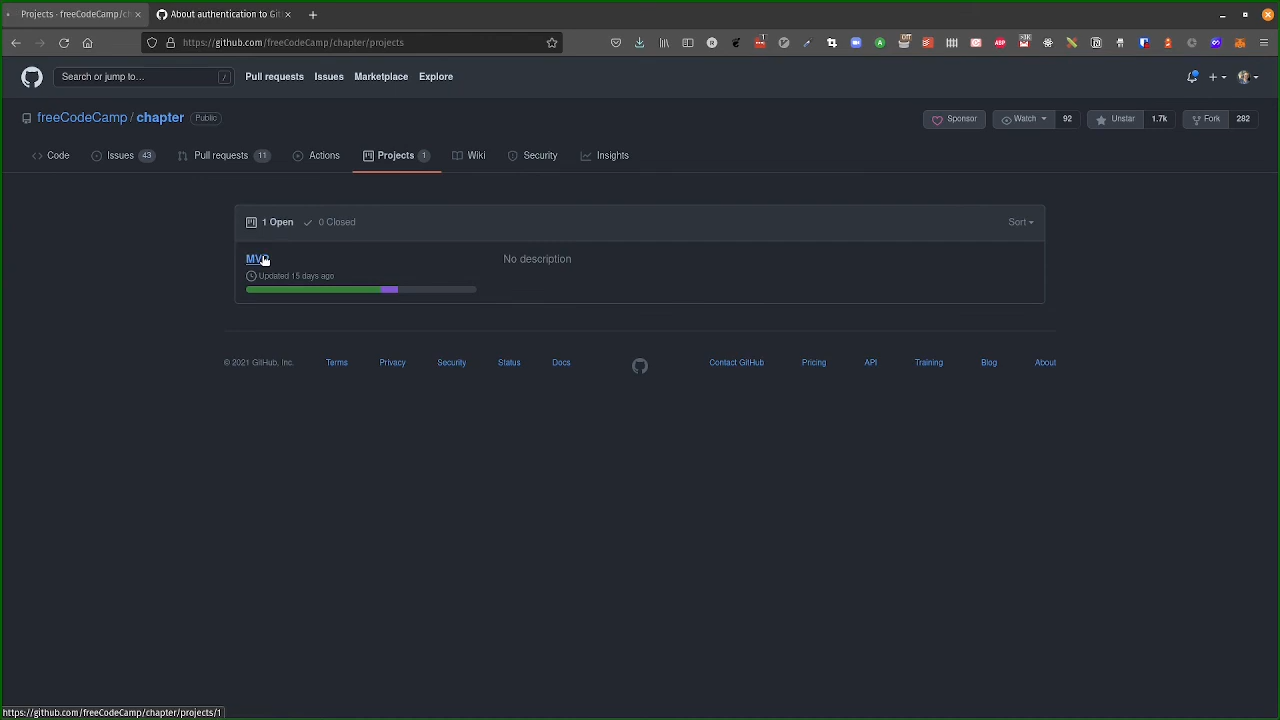 Projects · freeCodeCamp/c
About authentication to Gi
https://github.com/freeCodeCamp/chapter/projects
Search or jump to...
/
Pull requests
Issues
Marketplace
Explore
freeCodeCamp / chapter
Public
Sponsor
Watch
92
Unstar
1.7k
Fork
282
Code
Issues
43
Pull requests
11
Actions
Projects
1
Wiki
Security
Insights
1 Open
0 Closed
Sort
No description
Updated 15 days ago
© 2021 GitHub, Inc.
Terms
Privacy
Security
Status
Docs
Contact GitHub
Pricing
API
Training
Blog
About
https://github.com/freeCodeCamp/chapter/projects/1